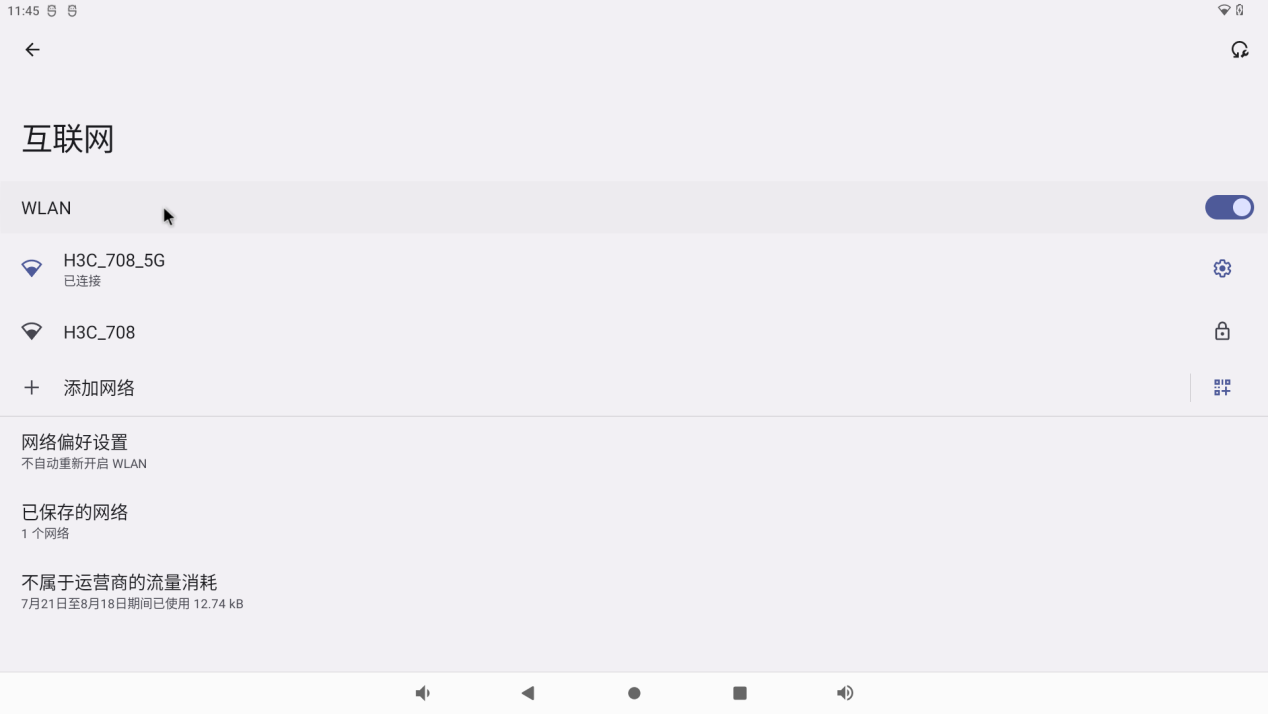 11:45
互联网
WLAN
H3C_708_5G
已连接
H3C_708
添加网络
网络偏好设置
不自动重新开启 WLAN
已保存的网络
1 个网络
不属于运营商的流量消耗
7月21日至8月18日期间已使用 12.74 kB